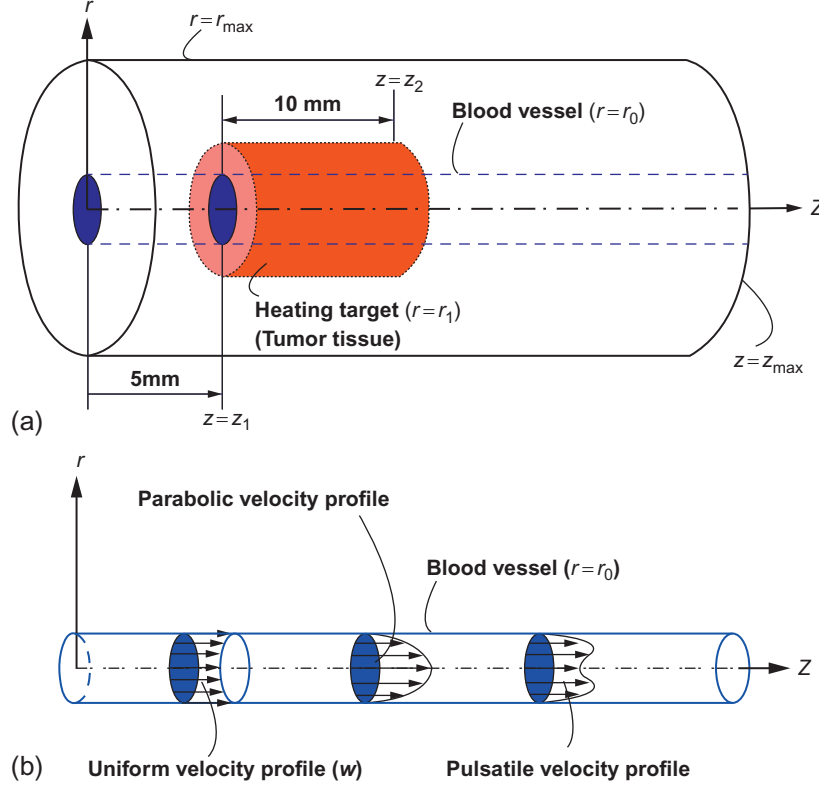 r
r = r_max
z = z_2
10 mm
Blood vessel (r = r_0)
Z
Heating target (r = r_1)
(Tumor tissue)
5mm
z = z_max
z = z_1
(a)
r
Parabolic velocity profile
Blood vessel (r = r_0)
Z
Uniform velocity profile (w)
Pulsatile velocity profile
(b)